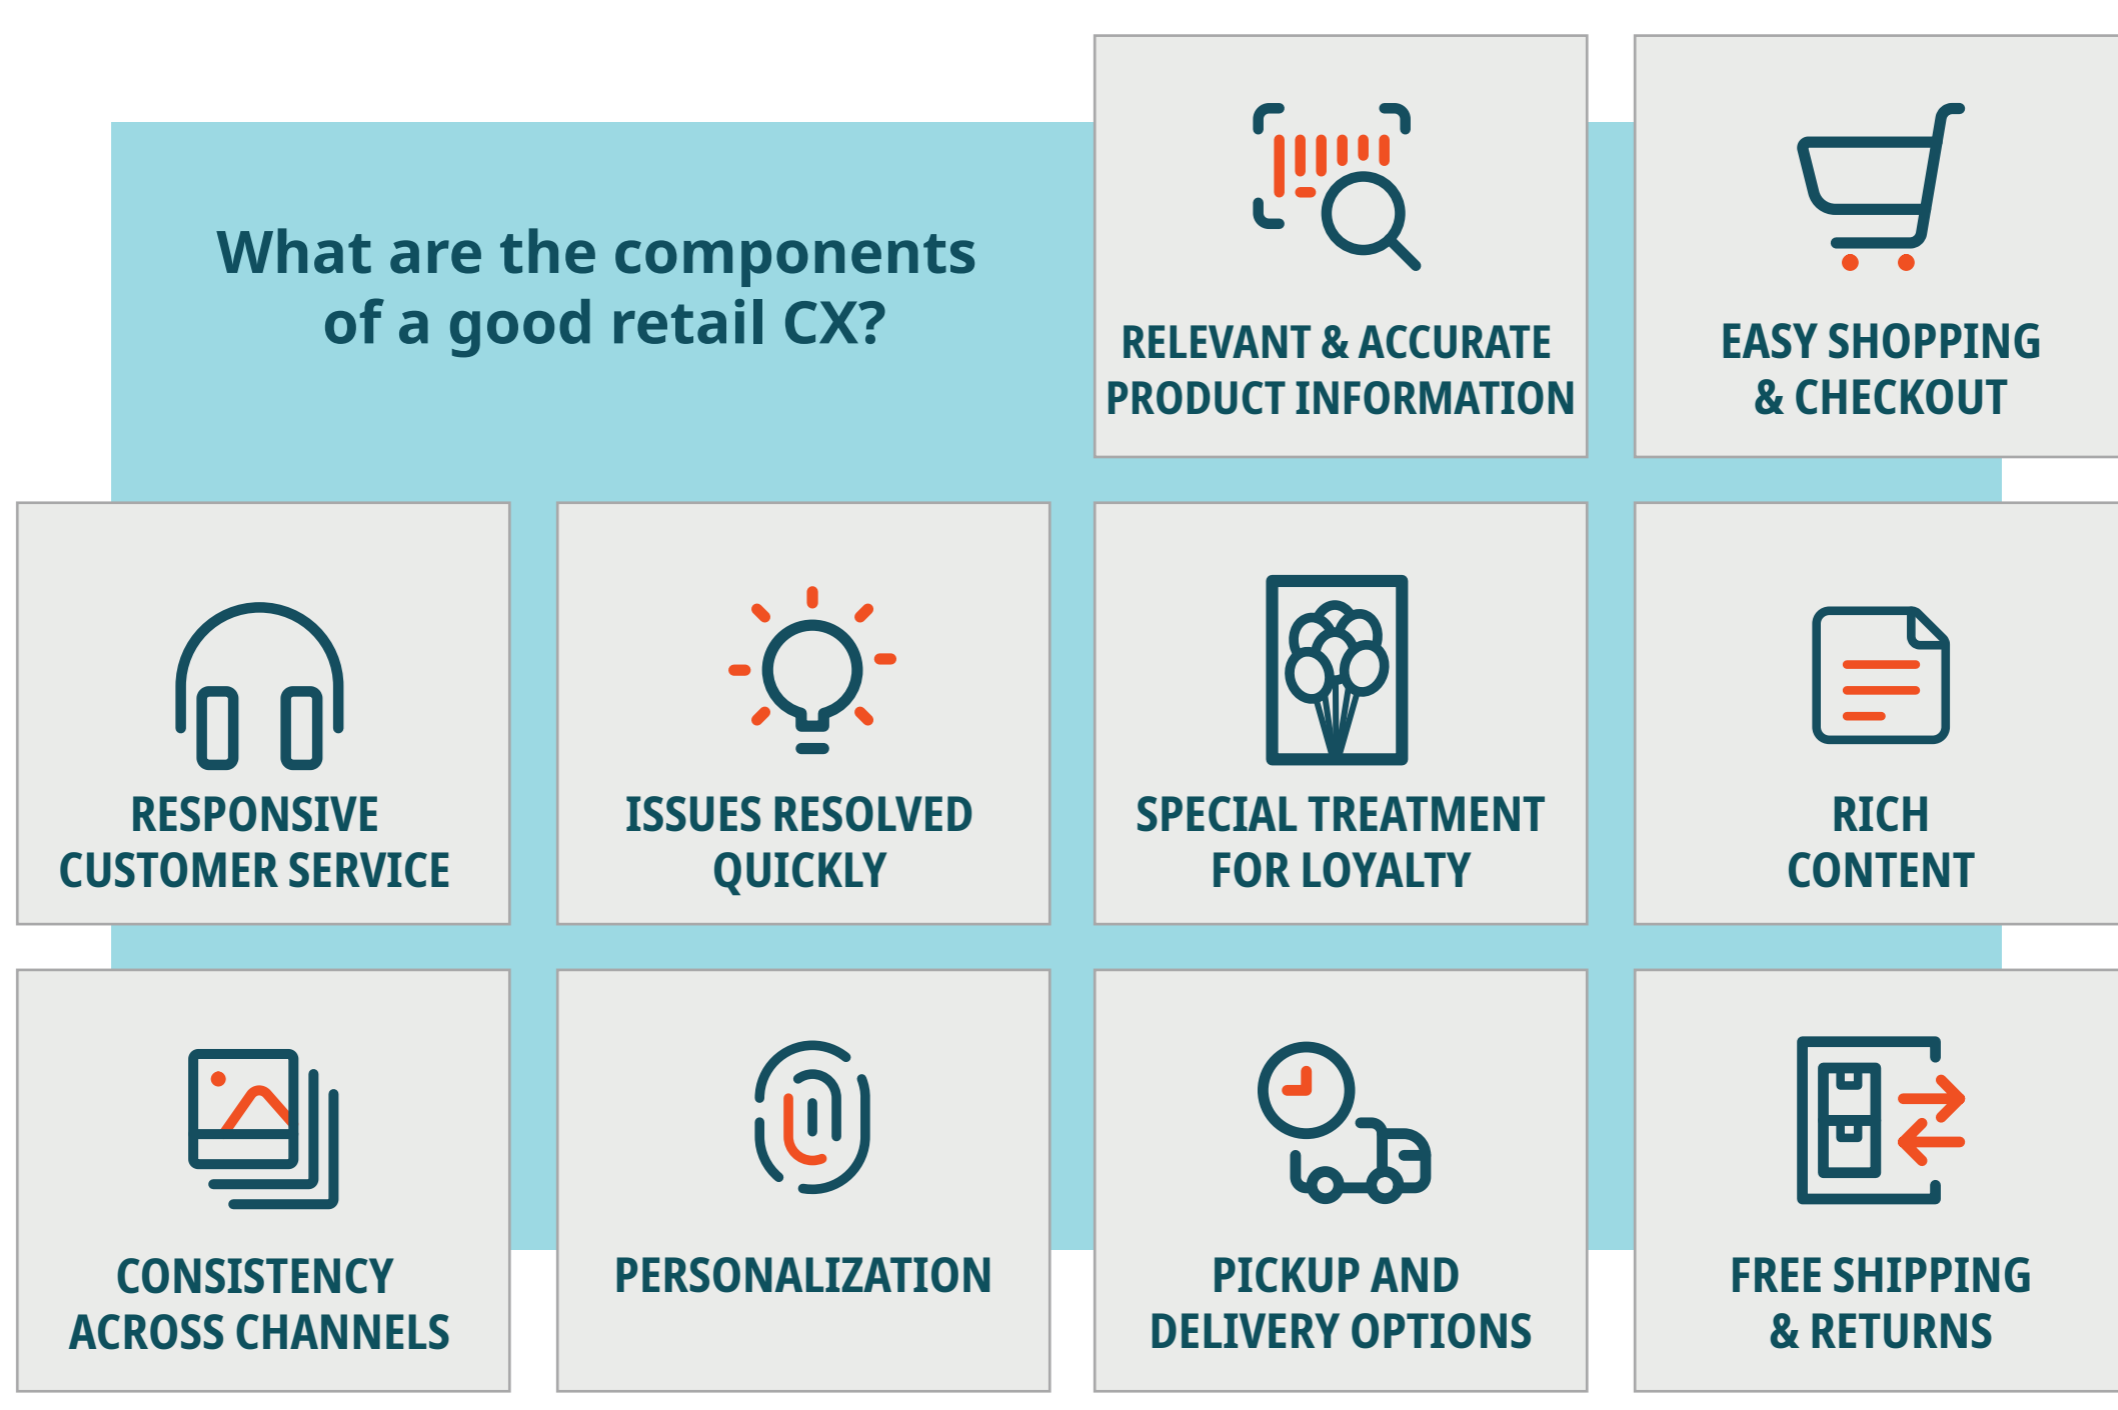 What are the components
of a good retail CX?
RELEVANT & ACCURATE
PRODUCT INFORMATION
EASY SHOPPING
& CHECKOUT
RESPONSIVE
CUSTOMER SERVICE
ISSUES RESOLVED
QUICKLY
SPECIAL TREATMENT
FOR LOYALTY
RICH
CONTENT
CONSISTENCY
ACROSS CHANNELS
PERSONALIZATION
PICKUP AND
DELIVERY OPTIONS
FREE SHIPPING
& RETURNS